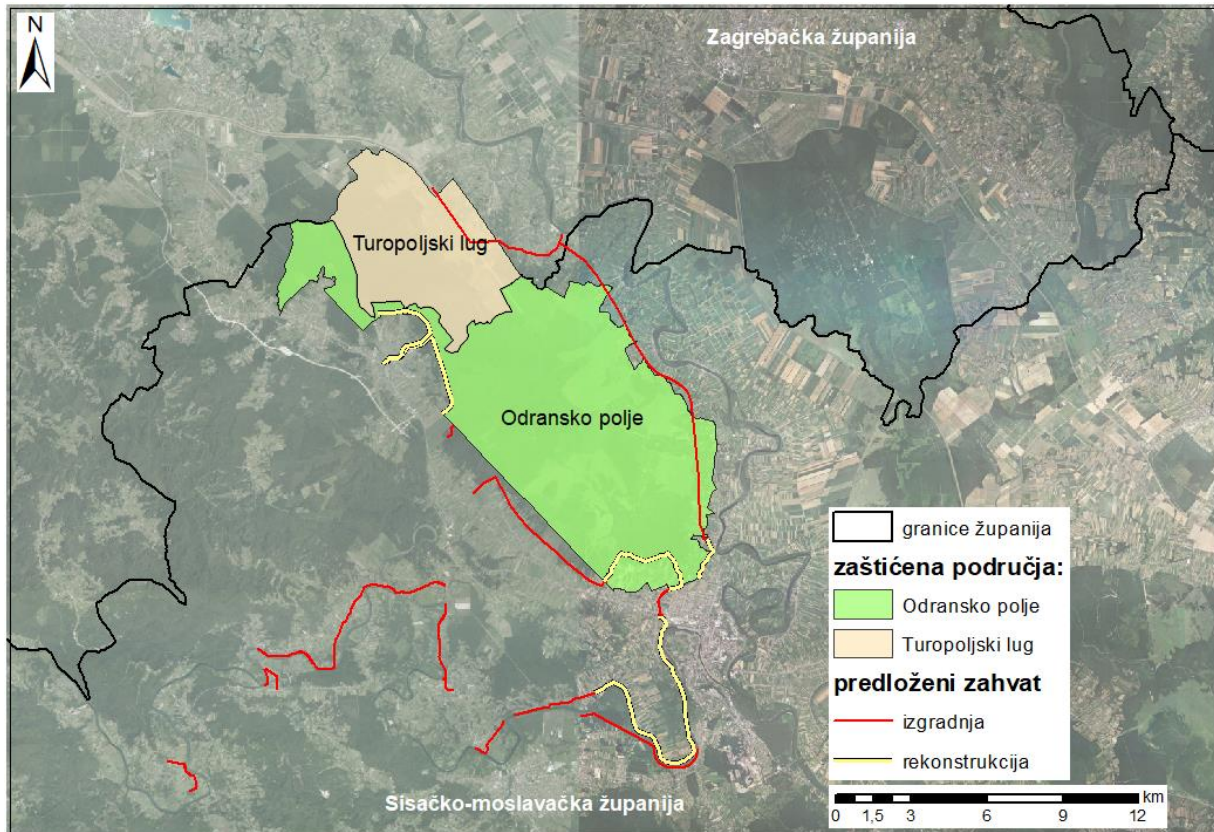 N
Zagrebačka županija
Turopoljski lug
Odransko polje
Sisačko-moslavačka županija
granice županija
zaštićena područja:
Odransko polje
Turopoljski lug
predloženi zahvat
izgradnja
rekonstrukcija
km
0 1,5 3 6 9 12